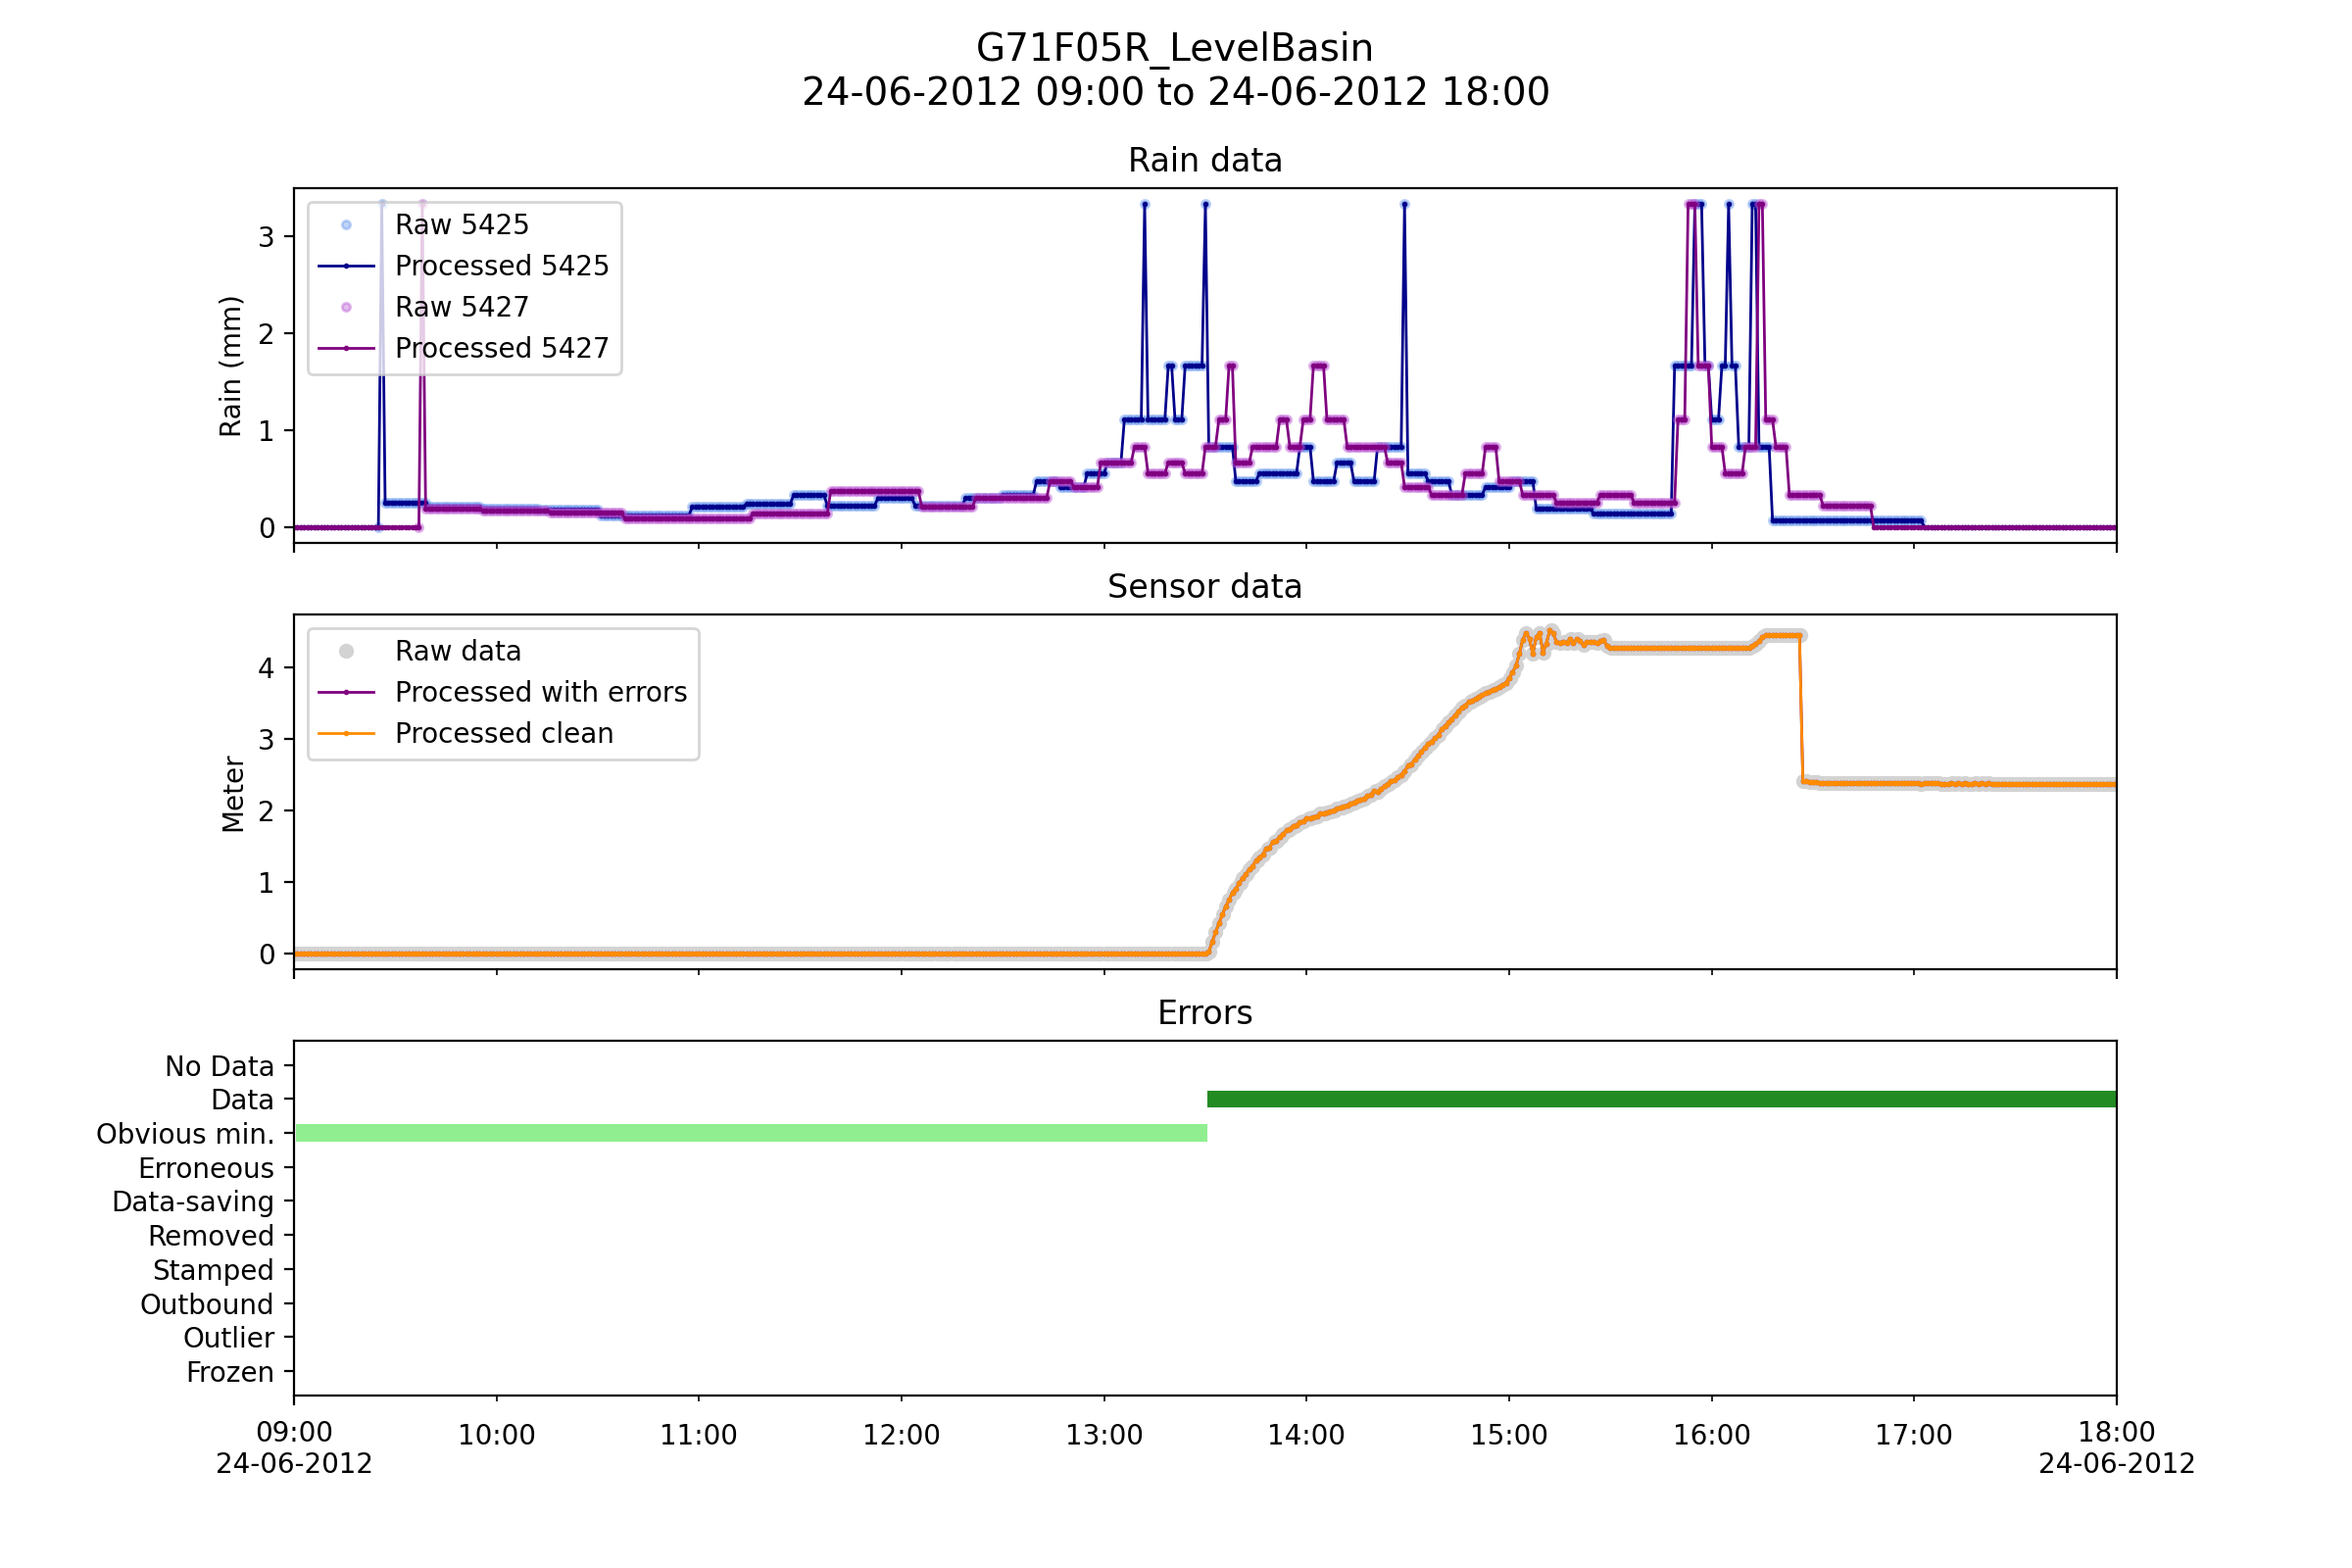 G71F05R_LevelBasin
24-06-2012 09:00 to 24-06-2012 18:00
Rain data
Rain (mm)
3
2
1
0
Raw 5425
Processed 5425
Raw 5427
Processed 5427
Sensor data
Meter
4
3
2
1
0
Raw data
Processed with errors
Processed clean
Errors
No Data
Data
Obvious min.
Erroneous
Data-saving
Removed
Stamped
Outbound
Outlier
Frozen
09:00 10:00 11:00 12:00 13:00 14:00 15:00 16:00 17:00 18:00
24-06-2012 24-06-2012